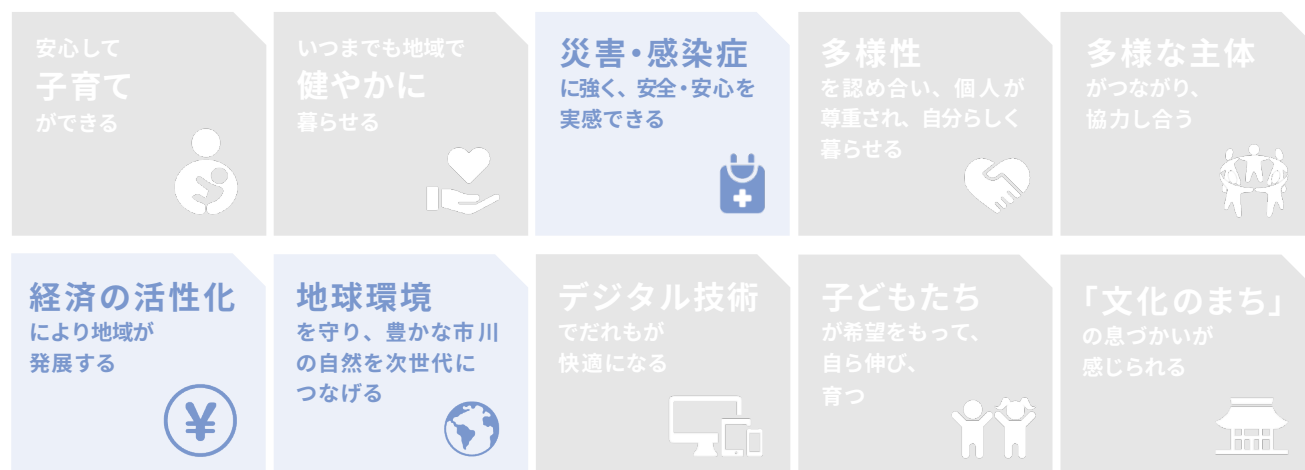 安心して
子育て
ができる
いつまでも地域で
健やかに
暮らせる
災害・感染症
に強く、安全・安心を
実感できる
多様性
を認め合い、個人が
尊重され、自分らしく
暮らせる
多様な主体
がつながり、
協力し合う
経済の活性化
により地域が
発展する
地球環境
を守り、豊かな市川
の自然を次世代に
つなげる
デジタル技術
でだれもが
快適になる
子どもたち
が希望をもって、
自ら伸び、
育つ
「文化のまち」
の息づかいが
感じられる